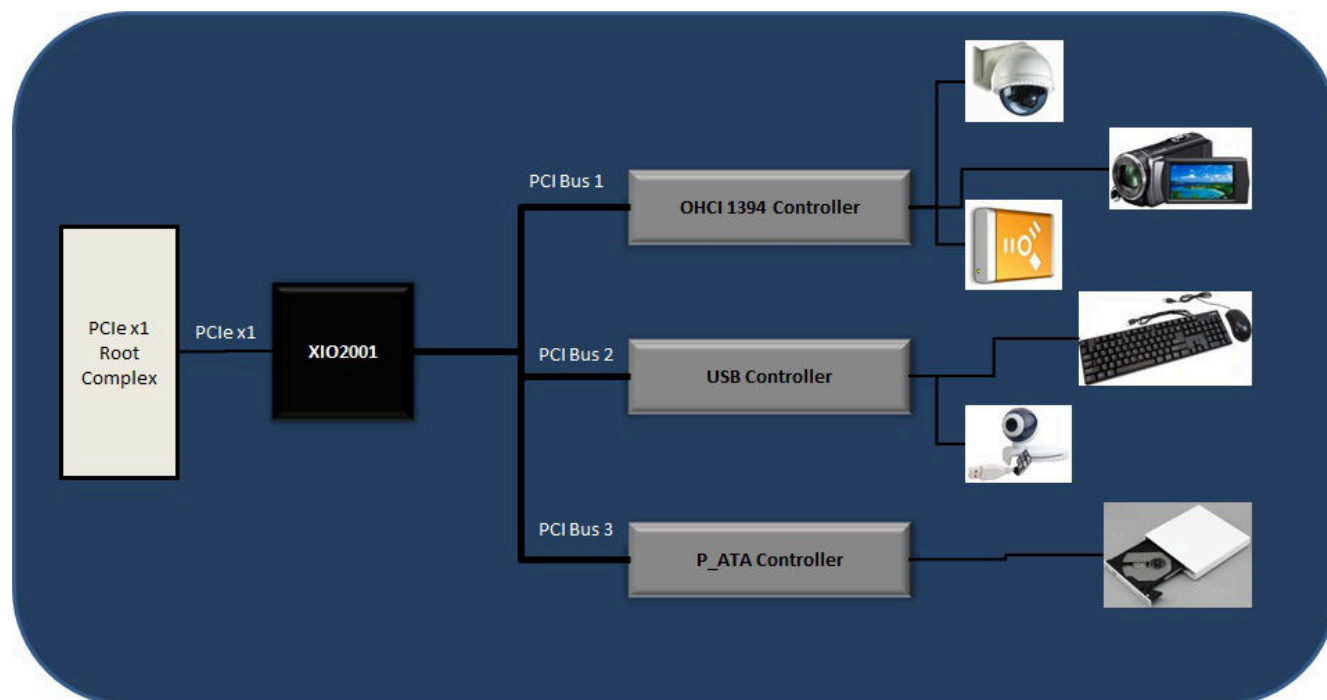 PCIe x1
Root
Complex
PCIe x1
XIO2001
PCI Bus 1
OHCI 1394 Controller
PCI Bus 2
USB Controller
PCI Bus 3
P_ATA Controller